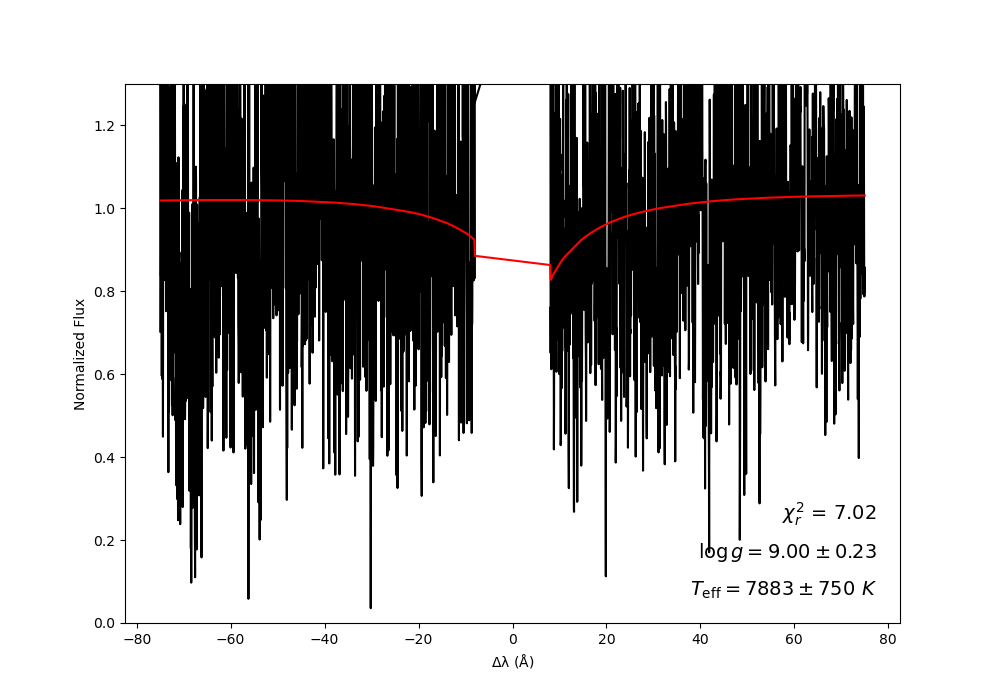 Normalized Flux
1.2
1.0
0.8
0.6
0.4
0.2
0.0
χ²ᵣ = 7.02
log g = 9.00 ± 0.23
T_eff = 7883 ± 750 K
−80 −60 −40 −20 0 20 40 60 80
Δλ (Å)